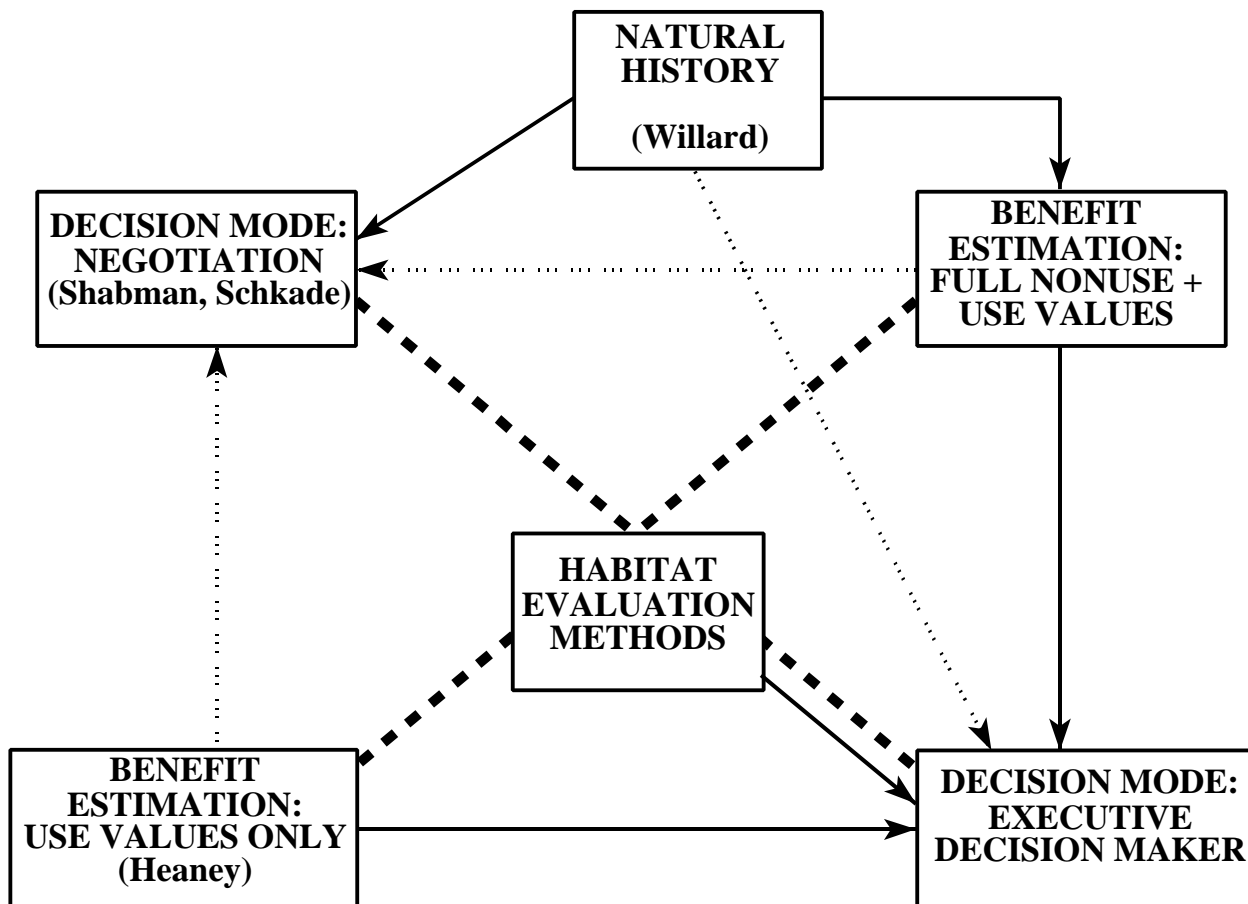 NATURAL
HISTORY
(Willard)
DECISION MODE:
NEGOTIATION
(Shabman, Schkade)
BENEFIT
ESTIMATION:
FULL NONUSE +
USE VALUES
HABITAT
EVALUATION
METHODS
BENEFIT
ESTIMATION:
USE VALUES ONLY
(Heaney)
DECISION MODE:
EXECUTIVE
DECISION MAKER